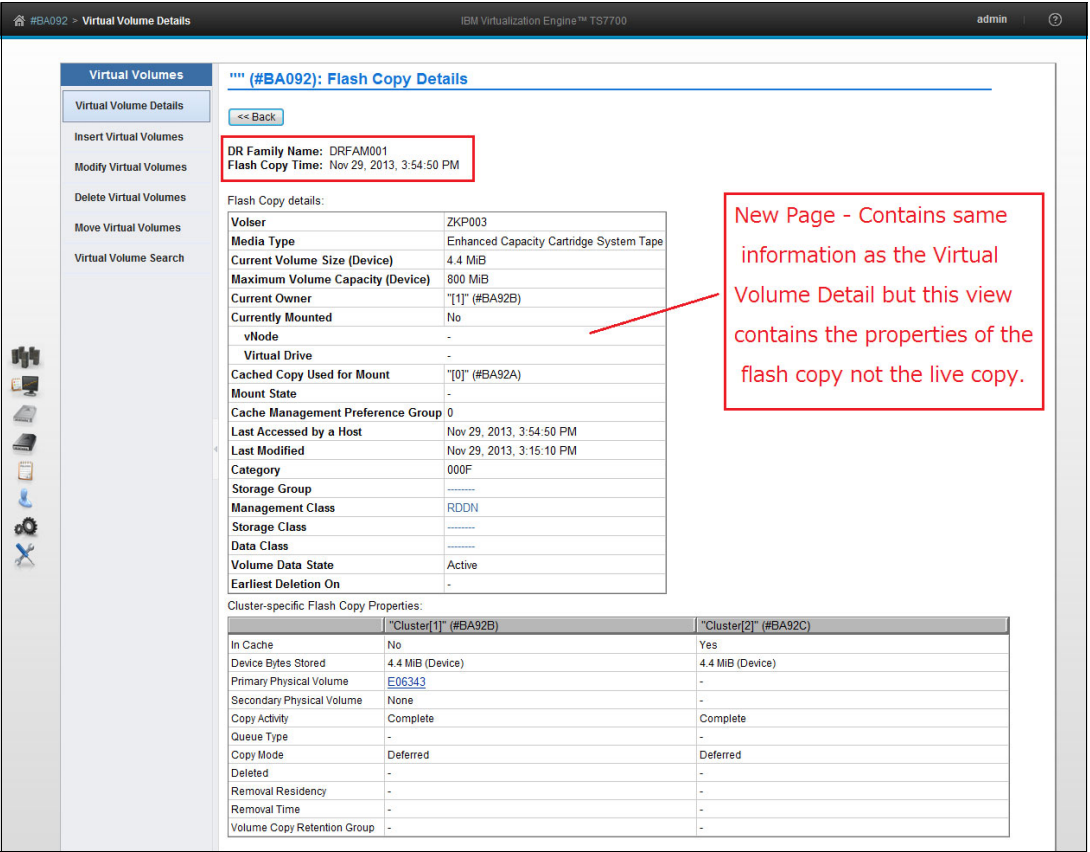 #BA092 > Virtual Volume Details
IBM Virtualization Engine™ TS7700
admin
?
Virtual Volumes
Virtual Volume Details
Insert Virtual Volumes
Modify Virtual Volumes
Delete Virtual Volumes
Move Virtual Volumes
Virtual Volume Search
"" (#BA092): Flash Copy Details
<< Back
DR Family Name: DRFAM001
Flash Copy Time: Nov 29, 2013, 3:54:50 PM
Flash Copy details:
Volser ZKP003
Media Type Enhanced Capacity Cartridge System Tape
Current Volume Size (Device) 4.4 MiB
Maximum Volume Capacity (Device) 800 MiB
Current Owner "[1]" (#BA92B)
Currently Mounted No
vNode -
Virtual Drive -
Cached Copy Used for Mount "[0]" (#BA92A)
Mount State -
Cache Management Preference Group 0
Last Accessed by a Host Nov 29, 2013, 3:54:50 PM
Last Modified Nov 29, 2013, 3:15:10 PM
Category 000F
Storage Group --------
Management Class RDDN
Storage Class --------
Data Class --------
Volume Data State Active
Earliest Deletion On -
New Page - Contains same
information as the Virtual
Volume Detail but this view
contains the properties of the
flash copy not the live copy.
Cluster-specific Flash Copy Properties:
"Cluster[1]" (#BA92B) "Cluster[2]" (#BA92C)
In Cache No Yes
Device Bytes Stored 4.4 MiB (Device) 4.4 MiB (Device)
Primary Physical Volume E06343 -
Secondary Physical Volume None -
Copy Activity Complete Complete
Queue Type - -
Copy Mode Deferred Deferred
Deleted - -
Removal Residency - -
Removal Time - -
Volume Copy Retention Group - -